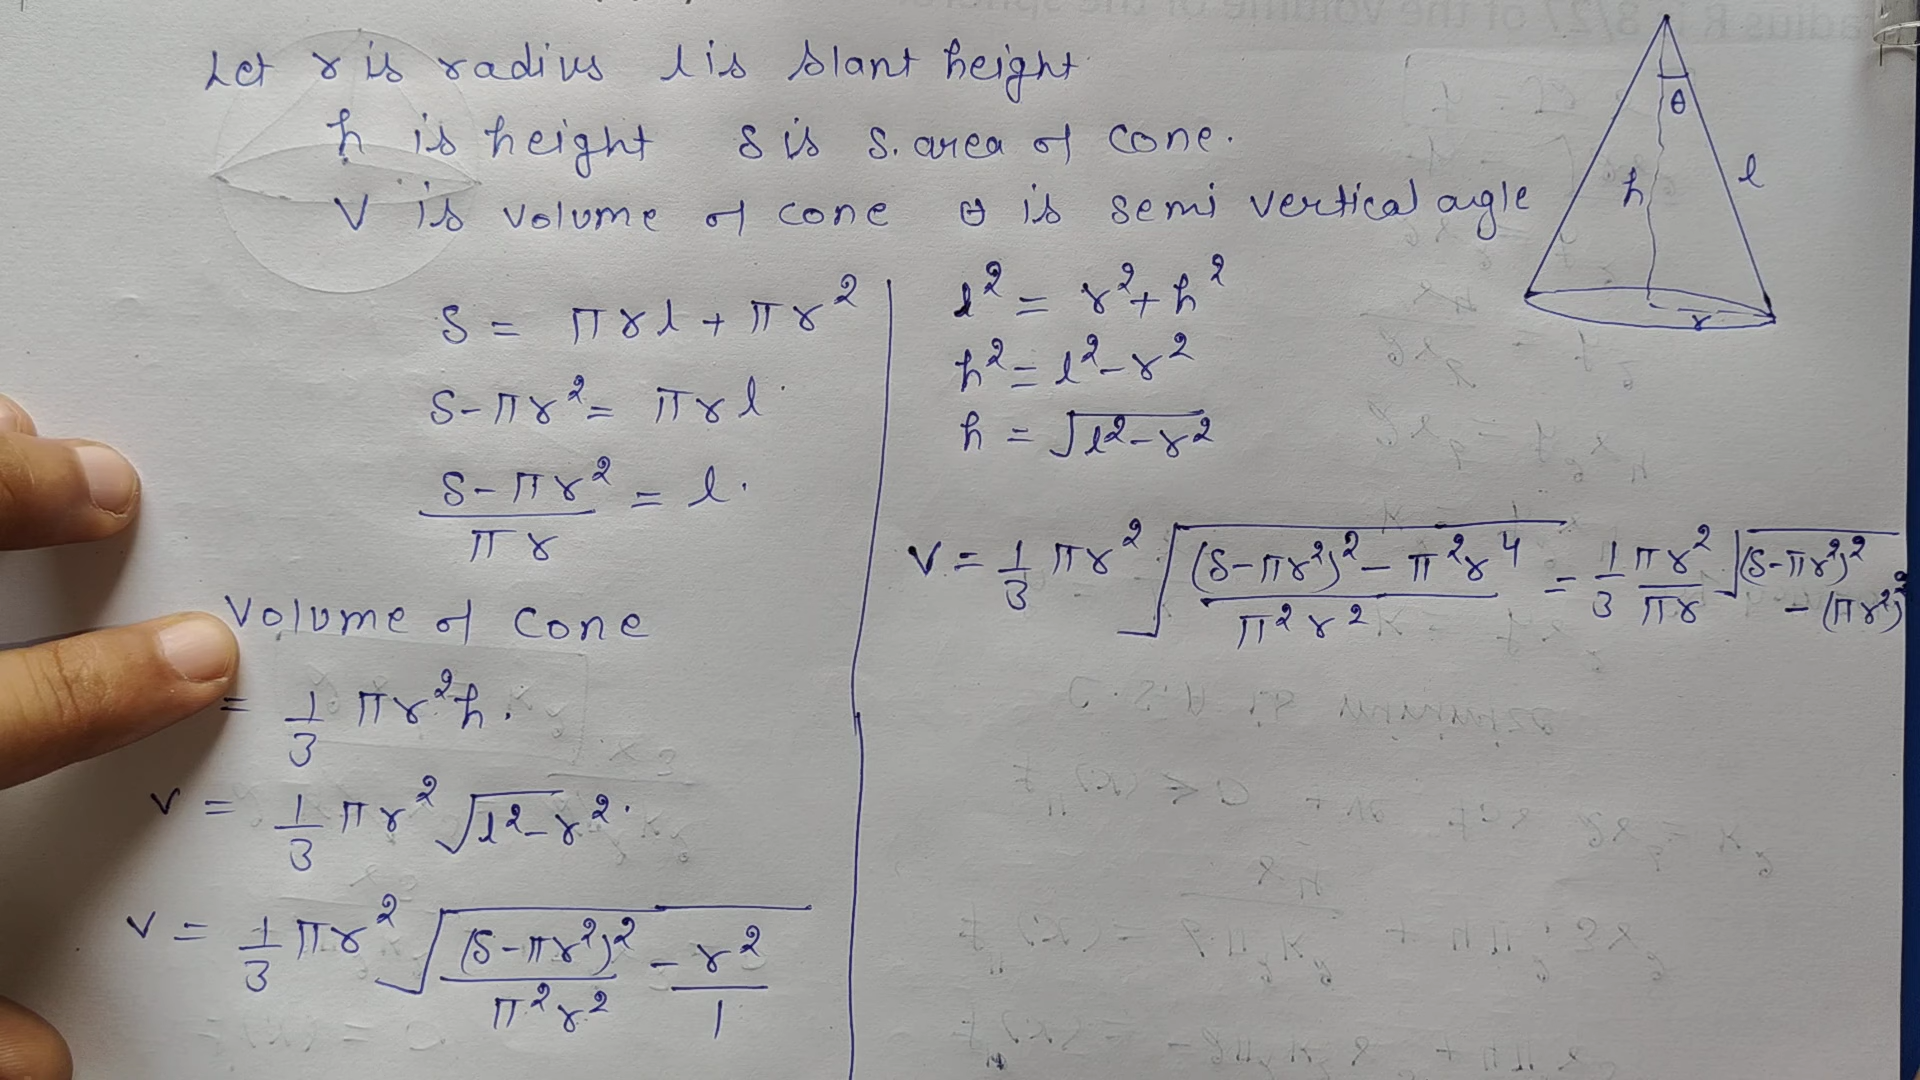 Let r is radius l is slant height
h is height S is S. area of cone.
V is volume of cone θ is semi vertical angle
S = πrl + πr²
S - πr² = πrl
(S - πr²)/(πr) = l.
Volume of cone
= 1/3 πr²h.
V = 1/3 πr² √(l² - r²).
V = 1/3 πr² √((S - πr²)²/(π²r²) - r²/1)
l² = r² + h²
h² = l² - r²
h = √(l² - r²)
V = 1/3 πr² √(((S - πr²)² - π²r⁴)/(π²r²)) = 1/3 πr²/πr √((S - πr²)² - (πr²)²)
θ
h
l
r